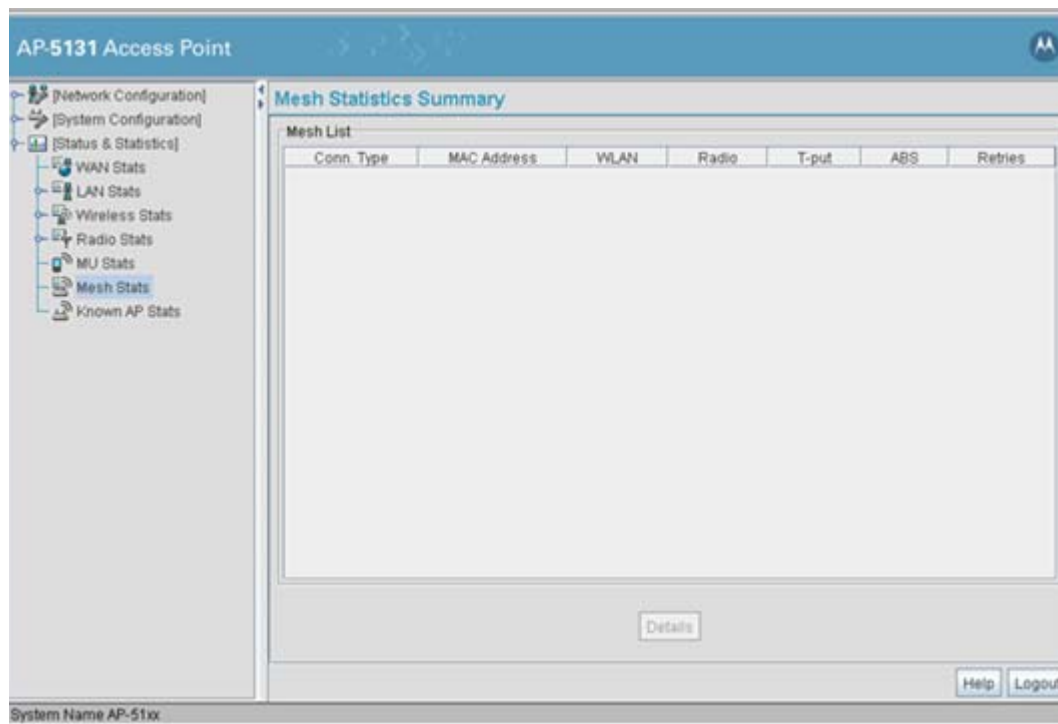 AP-5131 Access Point
[Network Configuration]
[System Configuration]
[Status & Statistics]
WAN Stats
LAN Stats
Wireless Stats
Radio Stats
MU Stats
Mesh Stats
Known AP Stats
Mesh Statistics Summary
Mesh List
Conn. Type MAC Address WLAN Radio T-put ABS Retries
Details
Help Logout
System Name AP-51xx